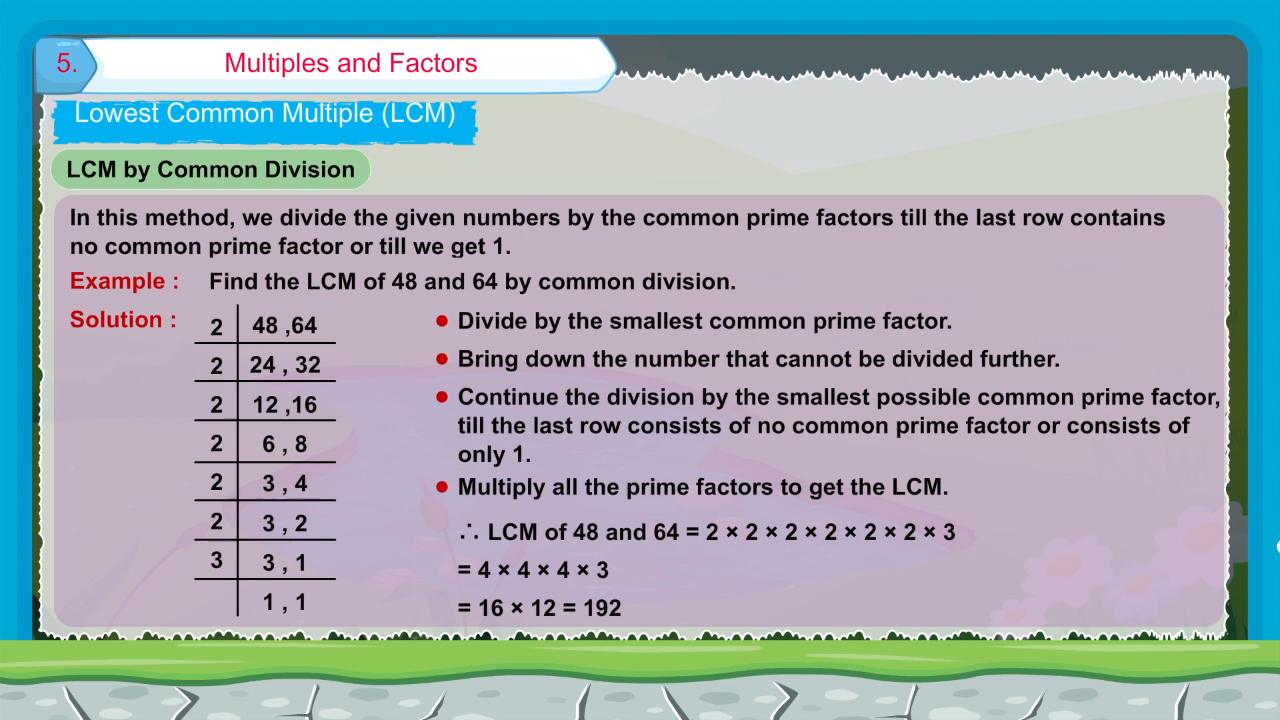 5. Multiples and Factors
Lowest Common Multiple (LCM)
LCM by Common Division
In this method, we divide the given numbers by the common prime factors till the last row contains
no common prime factor or till we get 1.
Example : Find the LCM of 48 and 64 by common division.
Solution :
2 48 ,64
2 24 , 32
2 12 ,16
2 6 , 8
2 3 , 4
2 3 , 2
3 3 , 1
1 , 1
• Divide by the smallest common prime factor.
• Bring down the number that cannot be divided further.
• Continue the division by the smallest possible common prime factor,
till the last row consists of no common prime factor or consists of
only 1.
• Multiply all the prime factors to get the LCM.
∴ LCM of 48 and 64 = 2 × 2 × 2 × 2 × 2 × 2 × 3
= 4 × 4 × 4 × 3
= 16 × 12 = 192